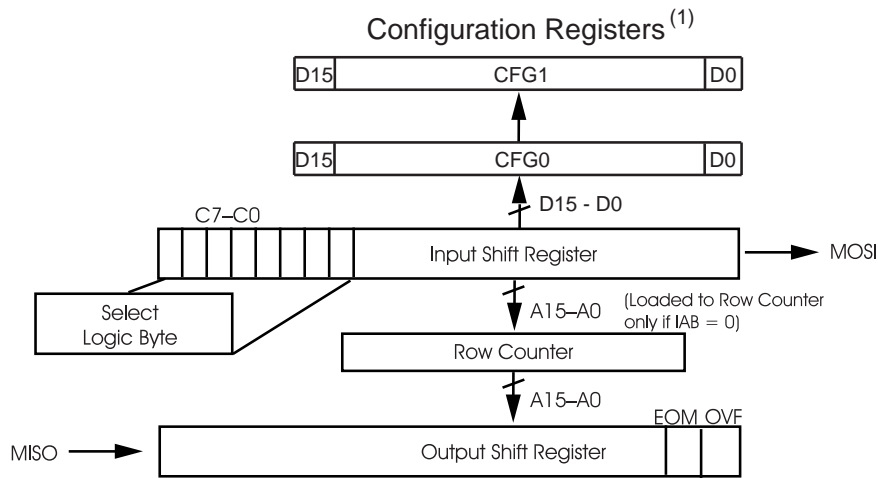 Configuration Registers (1)
D15 CFG1 D0
D15 CFG0 D0
D15 - D0
C7–C0
Input Shift Register
MOSI
Select
Logic Byte
A15–A0
(Loaded to Row Counter
only if IAB = 0)
Row Counter
A15–A0
EOM OVF
MISO
Output Shift Register